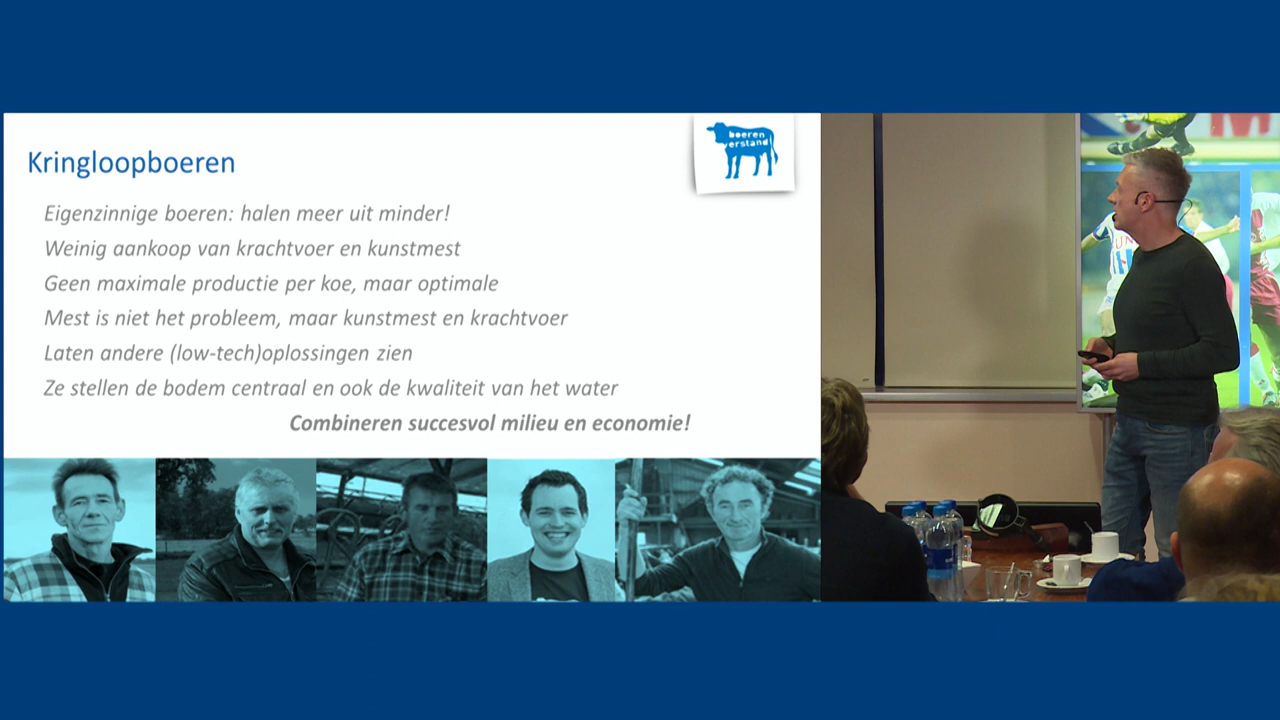 boeren
verstand
Kringloopboeren
Eigenzinnige boeren: halen meer uit minder!
Weinig aankoop van krachtvoer en kunstmest
Geen maximale productie per koe, maar optimale
Mest is niet het probleem, maar kunstmest en krachtvoer
Laten andere (low-tech)oplossingen zien
Ze stellen de bodem centraal en ook de kwaliteit van het water
Combineren succesvol milieu en economie!